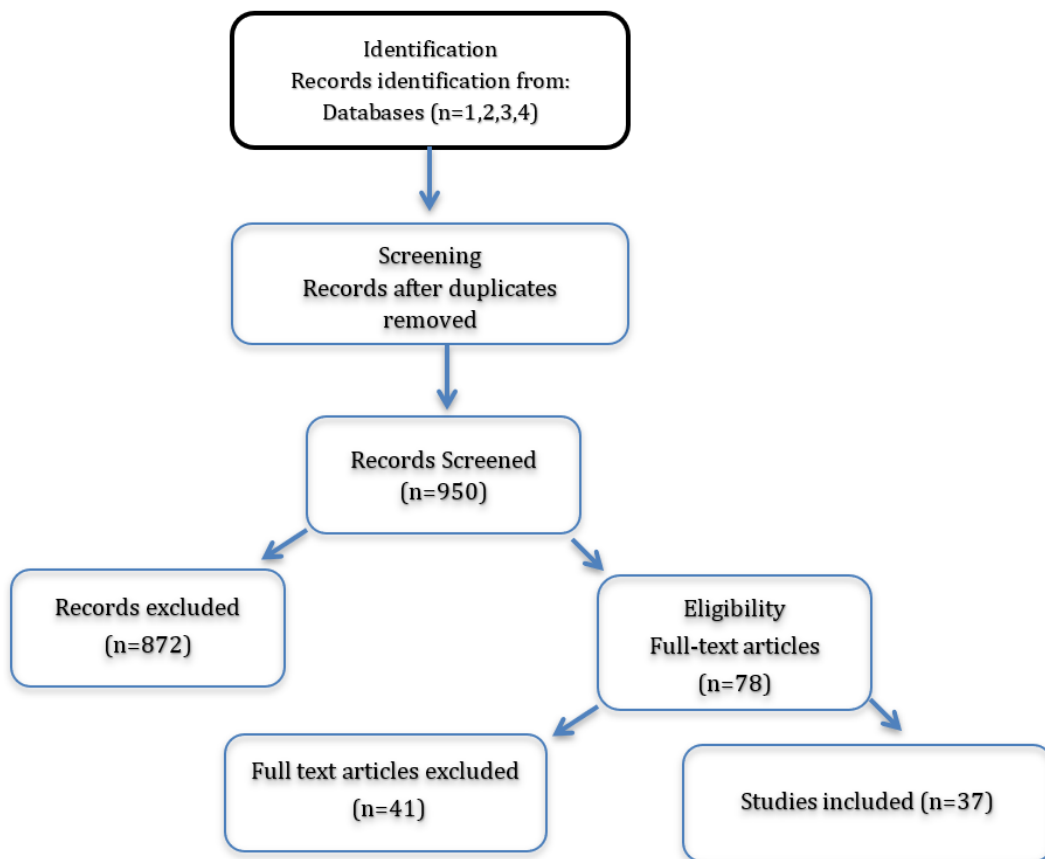 Identification
Records identification from:
Databases (n=1,2,3,4)
Screening
Records after duplicates
removed
Records Screened
(n=950)
Records excluded
(n=872)
Eligibility
Full-text articles
(n=78)
Full text articles excluded
(n=41)
Studies included (n=37)